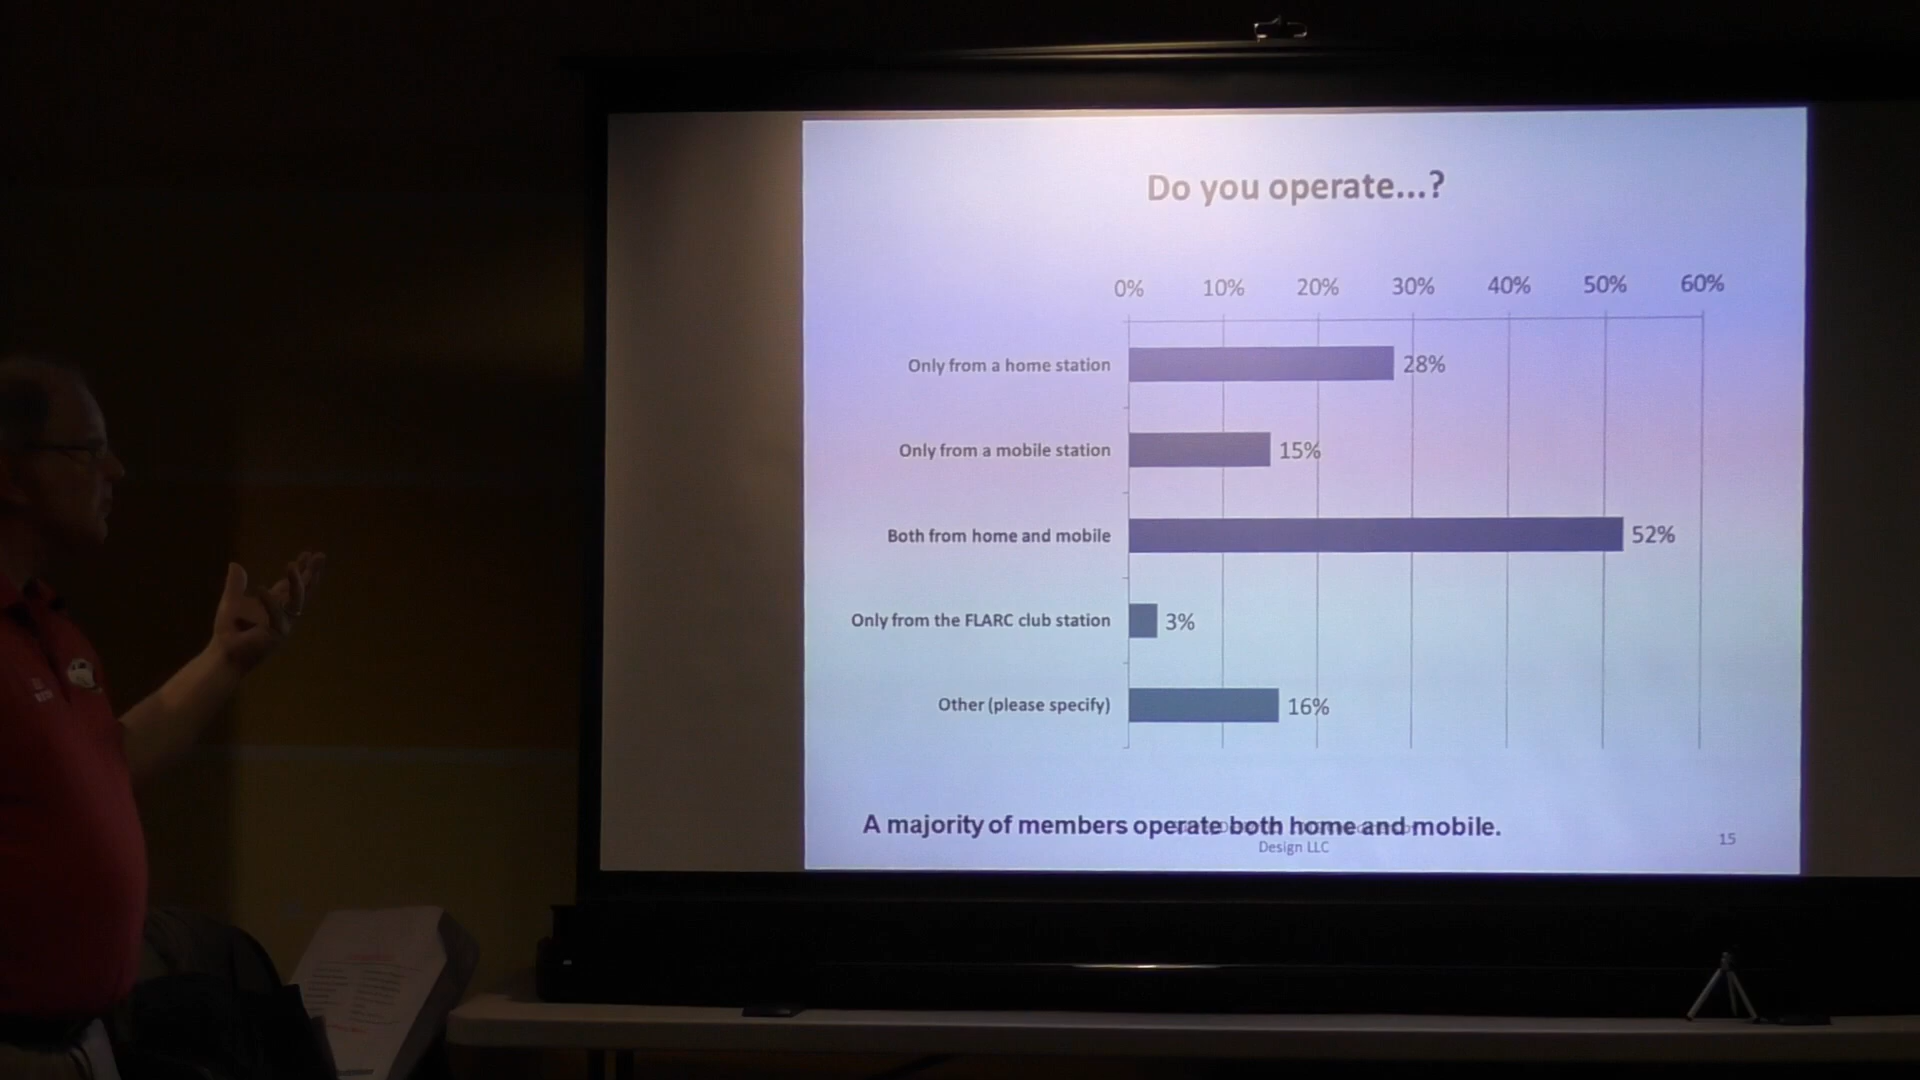 Do you operate...?
0% 10% 20% 30% 40% 50% 60%
Only from a home station 28%
Only from a mobile station 15%
Both from home and mobile 52%
Only from the FLARC club station 3%
Other (please specify) 16%
A majority of members operate both home and mobile.
Design LLC
15